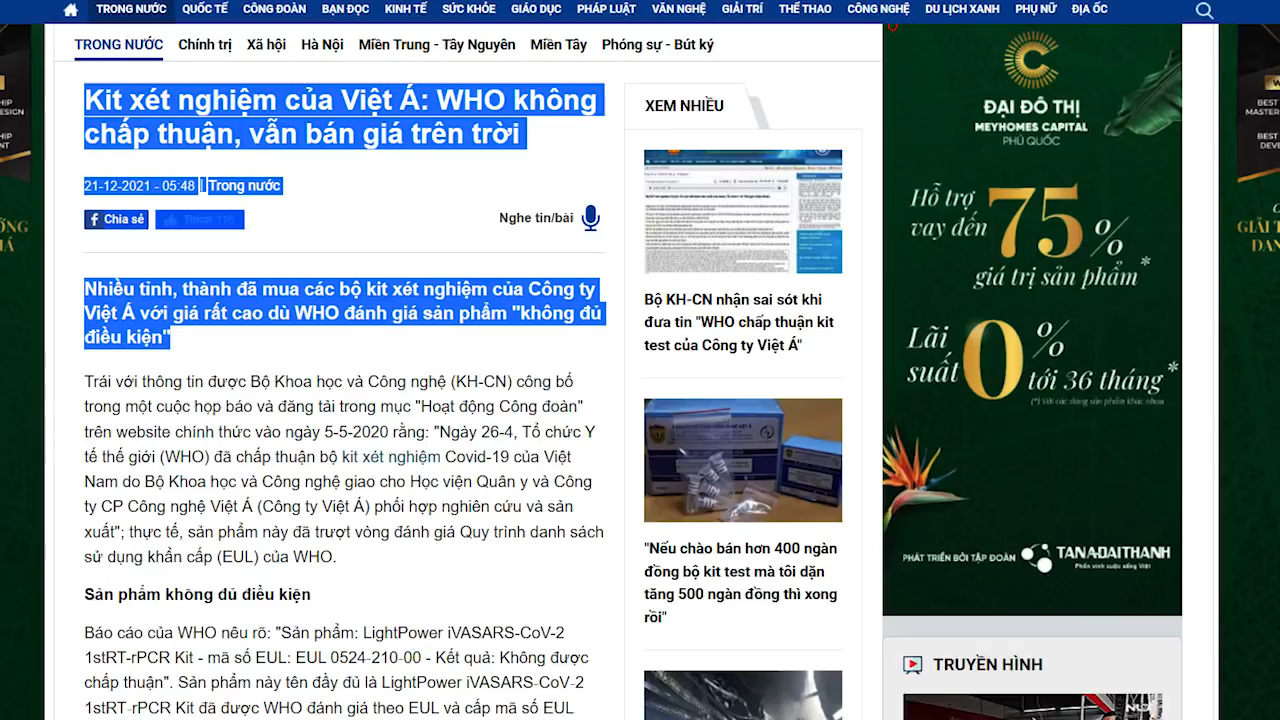 TRONG NƯỚC QUỐC TẾ CÔNG ĐOÀN BẠN ĐỌC KINH TẾ SỨC KHỎE GIÁO DỤC PHÁP LUẬT VĂN NGHỆ GIẢI TRÍ THỂ THAO CÔNG NGHỆ DU LỊCH XANH PHỤ NỮ ĐỊA ỐC
TRONG NƯỚC Chính trị Xã hội Hà Nội Miền Trung - Tây Nguyên Miền Tây Phóng sự - Bút ký
Kit xét nghiệm của Việt Á: WHO không
chấp thuận, vẫn bán giá trên trời
21-12-2021 - 05:48 | Trong nước
Chia sẻ Thích 116
Nghe tin/bài
Nhiều tỉnh, thành đã mua các bộ kit xét nghiệm của Công ty
Việt Á với giá rất cao dù WHO đánh giá sản phẩm "không đủ
điều kiện"
Trái với thông tin được Bộ Khoa học và Công nghệ (KH-CN) công bố
trong một cuộc họp báo và đăng tải trong mục "Hoạt động Công đoàn"
trên website chính thức vào ngày 5-5-2020 rằng: "Ngày 26-4, Tổ chức Y
tế thế giới (WHO) đã chấp thuận bộ kit xét nghiệm Covid-19 của Việt
Nam do Bộ Khoa học và Công nghệ giao cho Học viện Quân y và Công
ty CP Công nghệ Việt Á (Công ty Việt Á) phối hợp nghiên cứu và sản
xuất"; thực tế, sản phẩm này đã trượt vòng đánh giá Quy trình danh sách
sử dụng khẩn cấp (EUL) của WHO.
Sản phẩm không đủ điều kiện
Báo cáo của WHO nêu rõ: "Sản phẩm: LightPower iVASARS-CoV-2
1stRT-rPCR Kit - mã số EUL: EUL 0524-210-00 - Kết quả: Không được
chấp thuận". Sản phẩm này tên đầy đủ là LightPower iVASARS-CoV-2
1stRT-rPCR Kit đã được WHO đánh giá theo EUL và cấp mã số EUL
XEM NHIỀU
Bộ KH-CN nhận sai sót khi
đưa tin "WHO chấp thuận kit
test của Công ty Việt Á"
"Nếu chào bán hơn 400 ngàn
đồng bộ kit test mà tôi dặn
tăng 500 ngàn đồng thì xong
rồi"
ĐẠI ĐÔ THỊ
MEYHOMES CAPITAL
PHÚ QUỐC
Hỗ trợ
vay đến 75%
giá trị sản phẩm*
Lãi
suất 0%
tới 36 tháng*
(*) Với các dòng sản phẩm khác nhau
PHÁT TRIỂN BỞI TẬP ĐOÀN TANADAITHANH
Phồn vinh cuộc sống Việt
TRUYỀN HÌNH